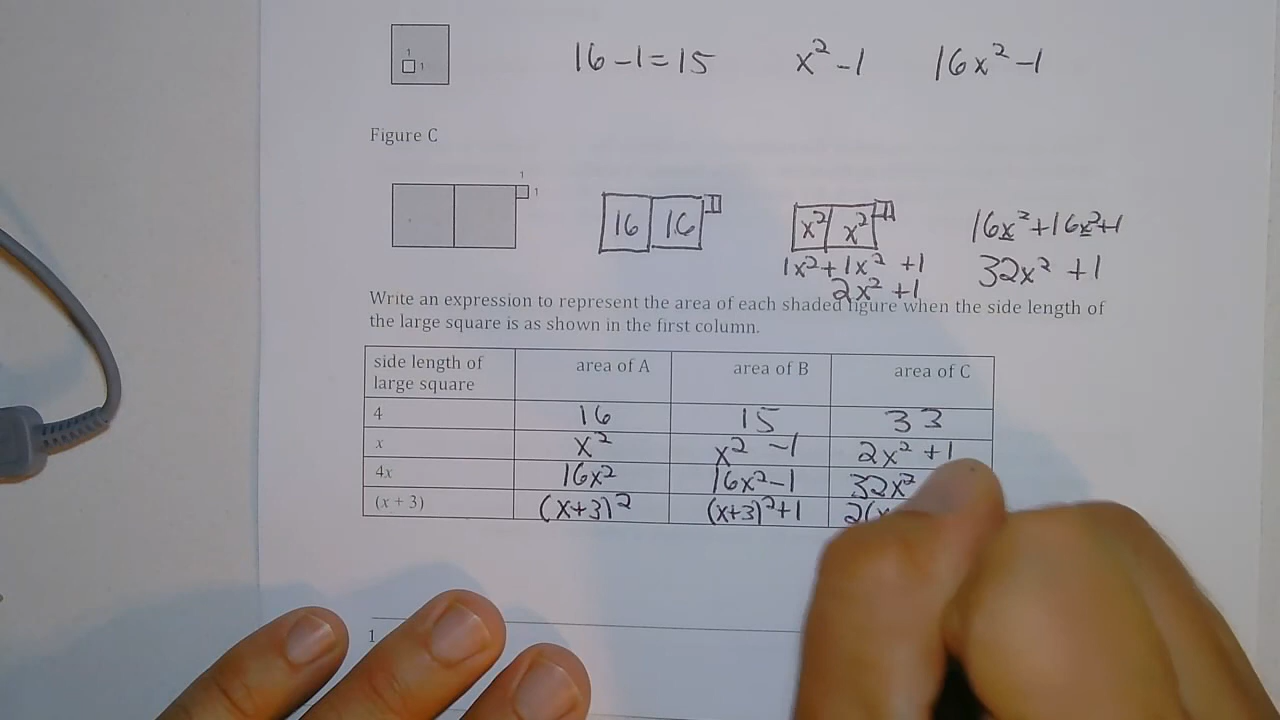 1
1
16 - 1 = 15 x² - 1 16x² - 1
Figure C
1
1
16 16 x² x² 16x² + 16x² + 1
1x² + 1x² + 1 32x² + 1
2x² + 1
Write an expression to represent the area of each shaded figure when the side length of
the large square is as shown in the first column.
side length of
large square area of A area of B area of C
4 16 15 33
x x² x² - 1 2x² + 1
4x 16x² 16x² - 1 32x²
(x + 3) (x+3)² (x+3)² + 1 2(x
1